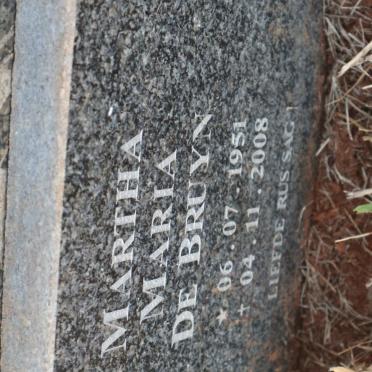 MARTHA
MARIA
DE BRUYN
★ 06 · 07 · 1951
+ 04 · 11 · 2008
LIEFDE RUS SAG